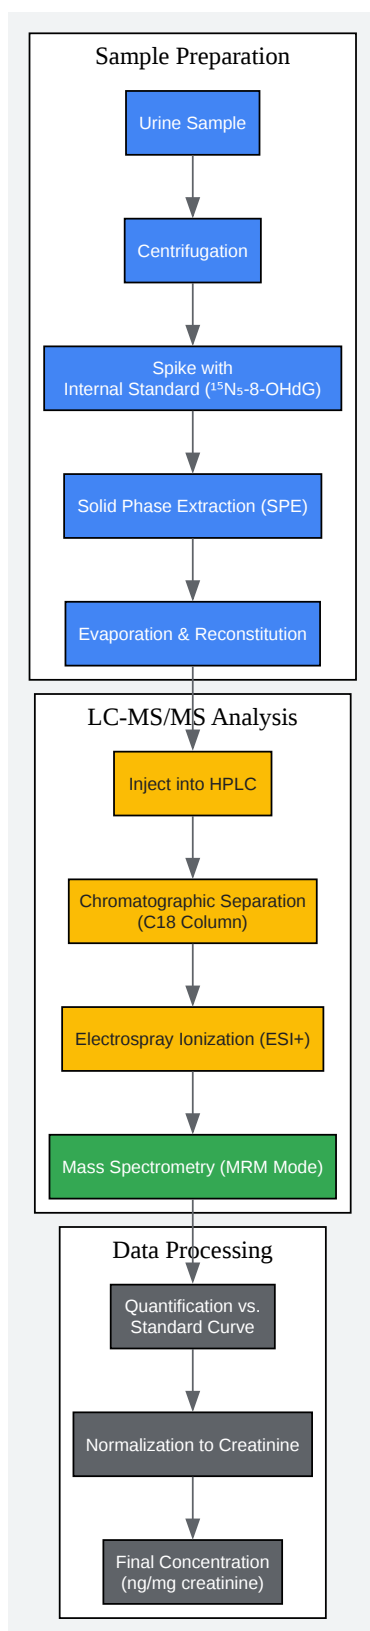 Sample Preparation
Urine Sample
Centrifugation
Spike with
Internal Standard (¹⁵N₅-8-OHdG)
Solid Phase Extraction (SPE)
Evaporation & Reconstitution
LC-MS/MS Analysis
Inject into HPLC
Chromatographic Separation
(C18 Column)
Electrospray Ionization (ESI+)
Mass Spectrometry (MRM Mode)
Data Processing
Quantification vs.
Standard Curve
Normalization to Creatinine
Final Concentration
(ng/mg creatinine)